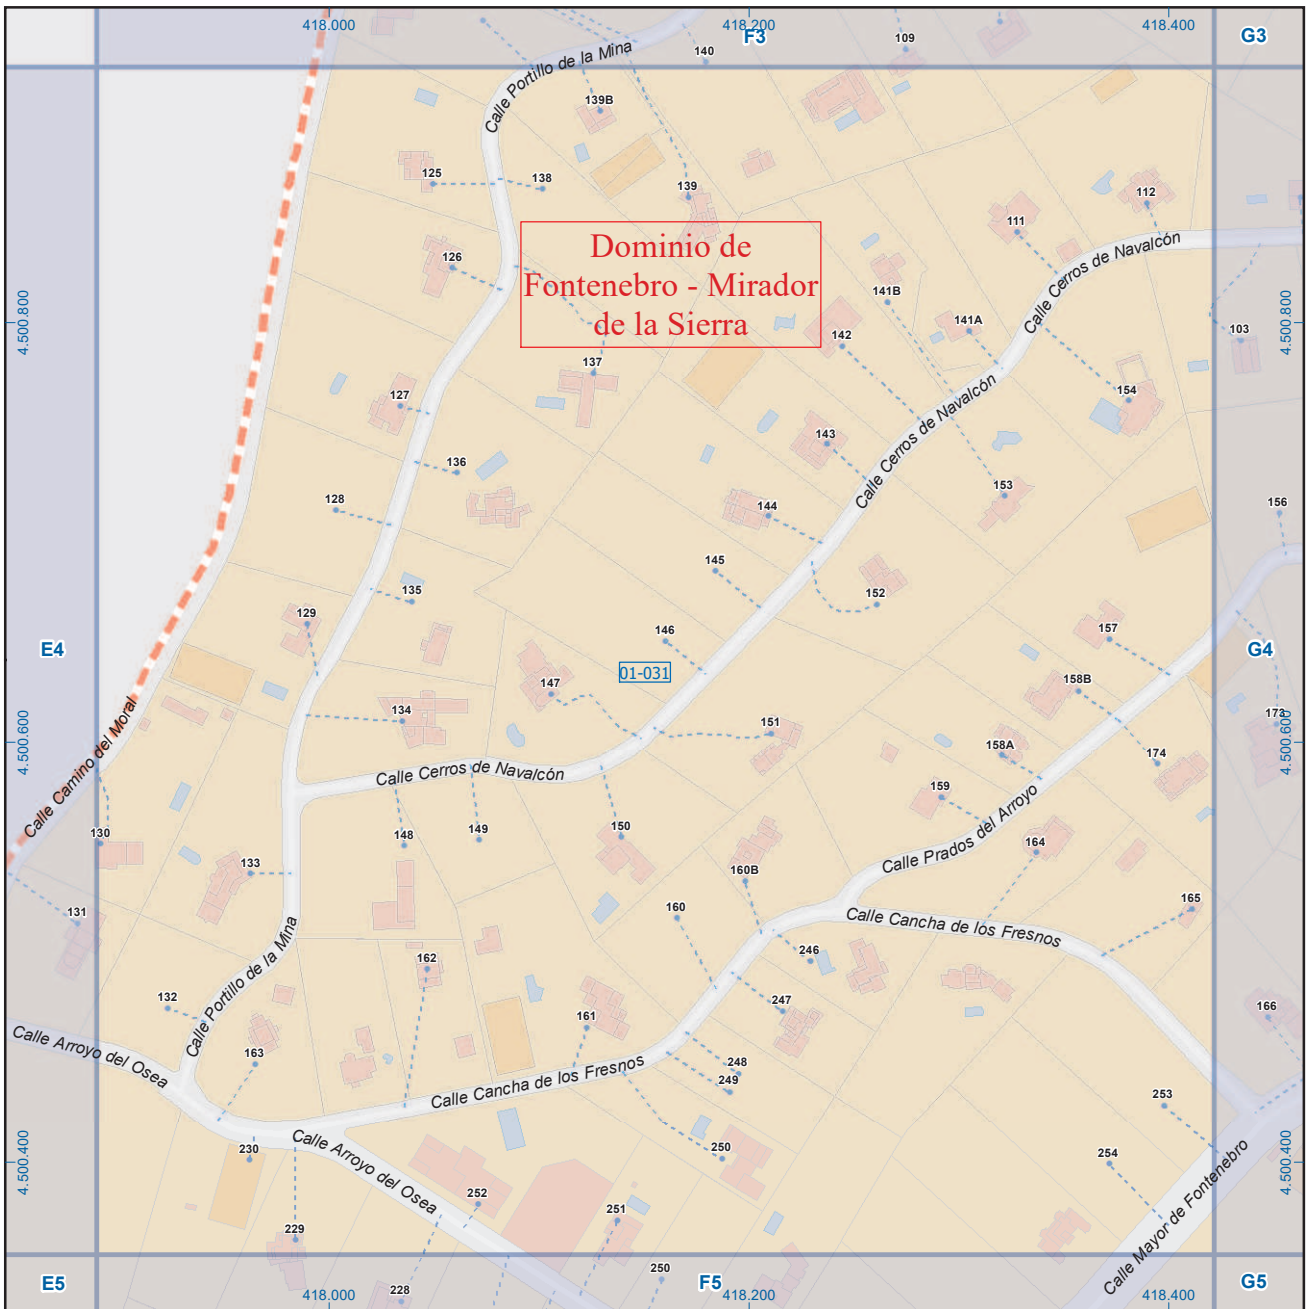 418.000
418.200
418.400
F3
G3
109
140
Calle Portillo de la Mina
139B
125
138
139
112
111
Dominio de
Fontenebro - Mirador
de la Sierra
126
Calle Cerros de Navalcón
141B
142
141A
4.500.800
4.500.800
103
137
127
154
143
Calle Cerros de Navalcón
136
128
144
153
156
145
135
152
129
146
157
E4
G4
01-031
147
158B
134
151
173
158A
174
4.500.600
4.500.600
Calle Camino del Moral
Calle Cerros de Navalcón
159
130
148
149
150
Calle Prados del Arroyo
164
133
160B
131
160
Calle Cancha de los Fresnos
165
162
246
Calle Portillo de la Mina
132
161
247
166
Calle Arroyo del Osea
163
248
249
Calle Cancha de los Fresnos
253
230
Calle Arroyo del Osea
250
254
4.500.400
4.500.400
252
251
229
Calle Mayor de Fontenebro
E5
250
F5
G5
228
418.000
418.200
418.400